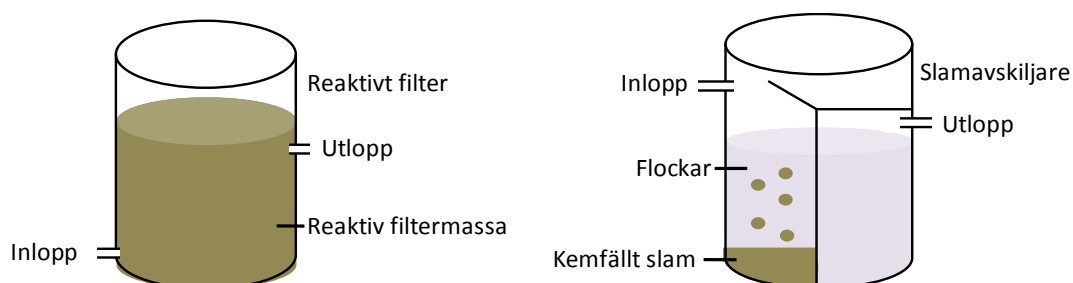 Reaktivt filter
Utlopp
Reaktiv filtermassa
Inlopp
Inlopp
Slamavskiljare
Utlopp
Flockar
Kemfällt slam